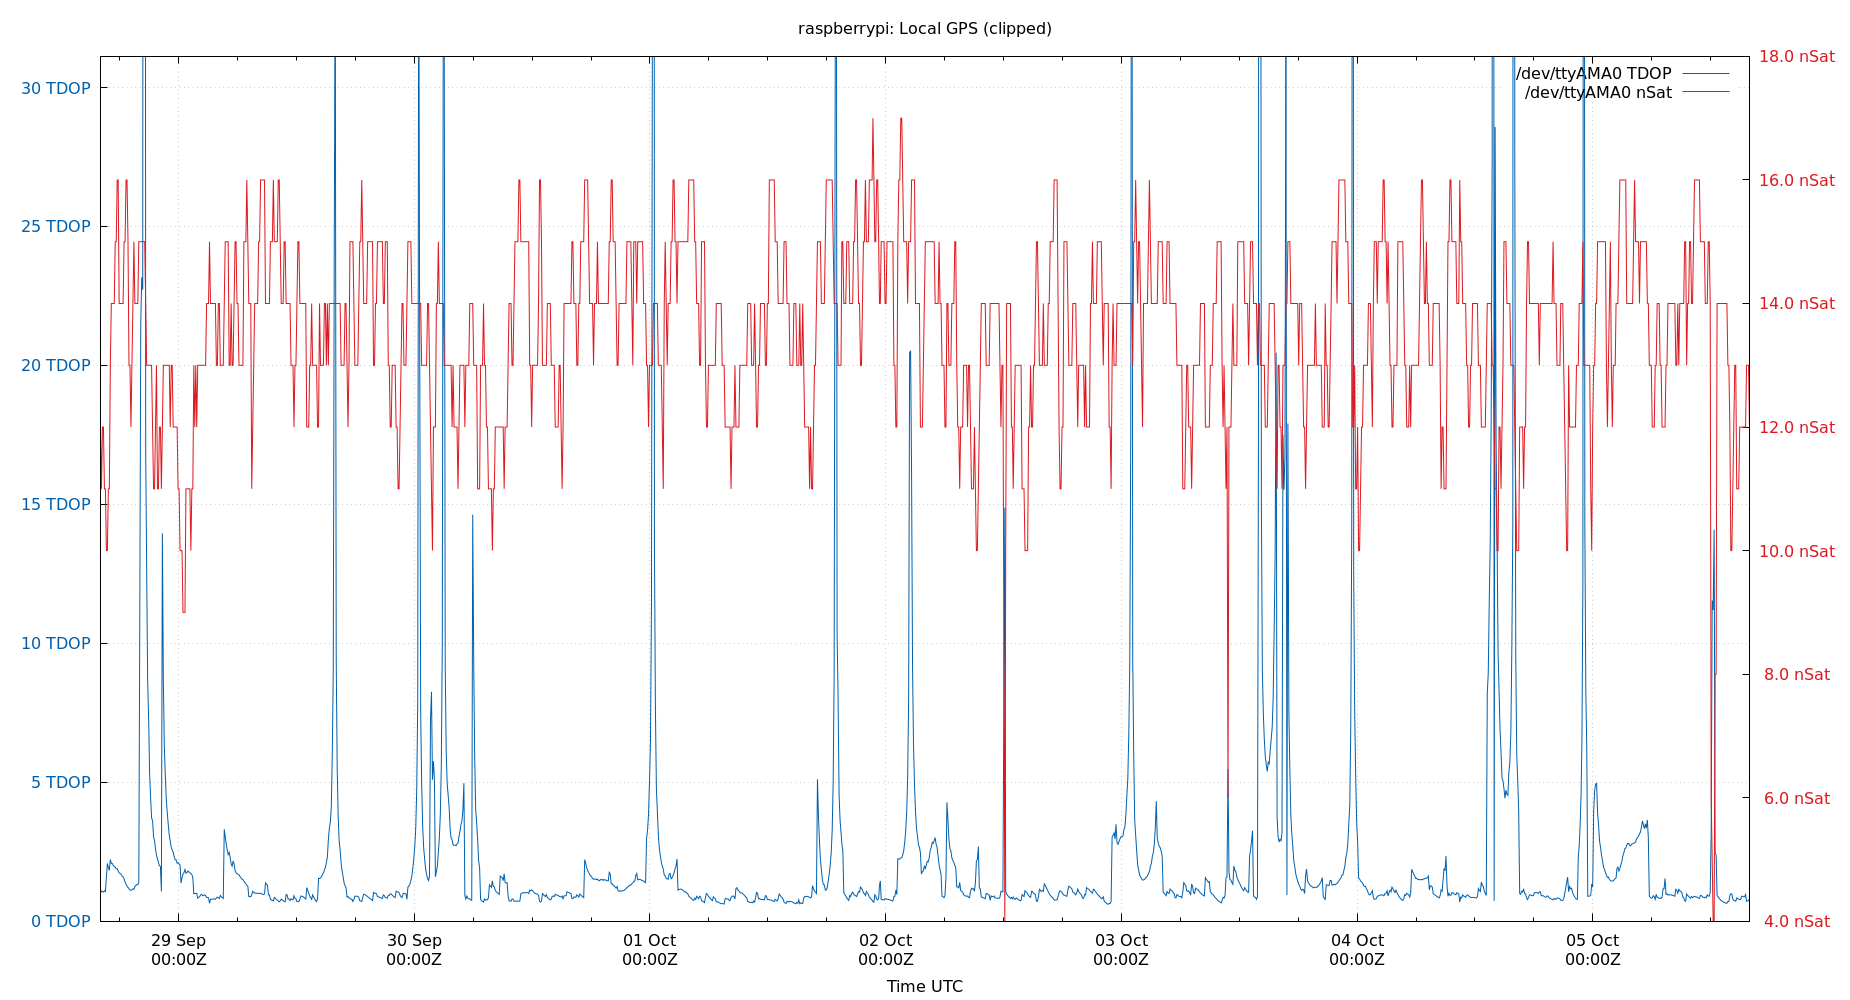 raspberrypi: Local GPS (clipped)
/dev/ttyAMA0 TDOP
/dev/ttyAMA0 nSat
30 TDOP
25 TDOP
20 TDOP
15 TDOP
10 TDOP
5 TDOP
0 TDOP
18.0 nSat
16.0 nSat
14.0 nSat
12.0 nSat
10.0 nSat
8.0 nSat
6.0 nSat
4.0 nSat
29 Sep 30 Sep 01 Oct 02 Oct 03 Oct 04 Oct 05 Oct
00:00Z 00:00Z 00:00Z 00:00Z 00:00Z 00:00Z 00:00Z
Time UTC